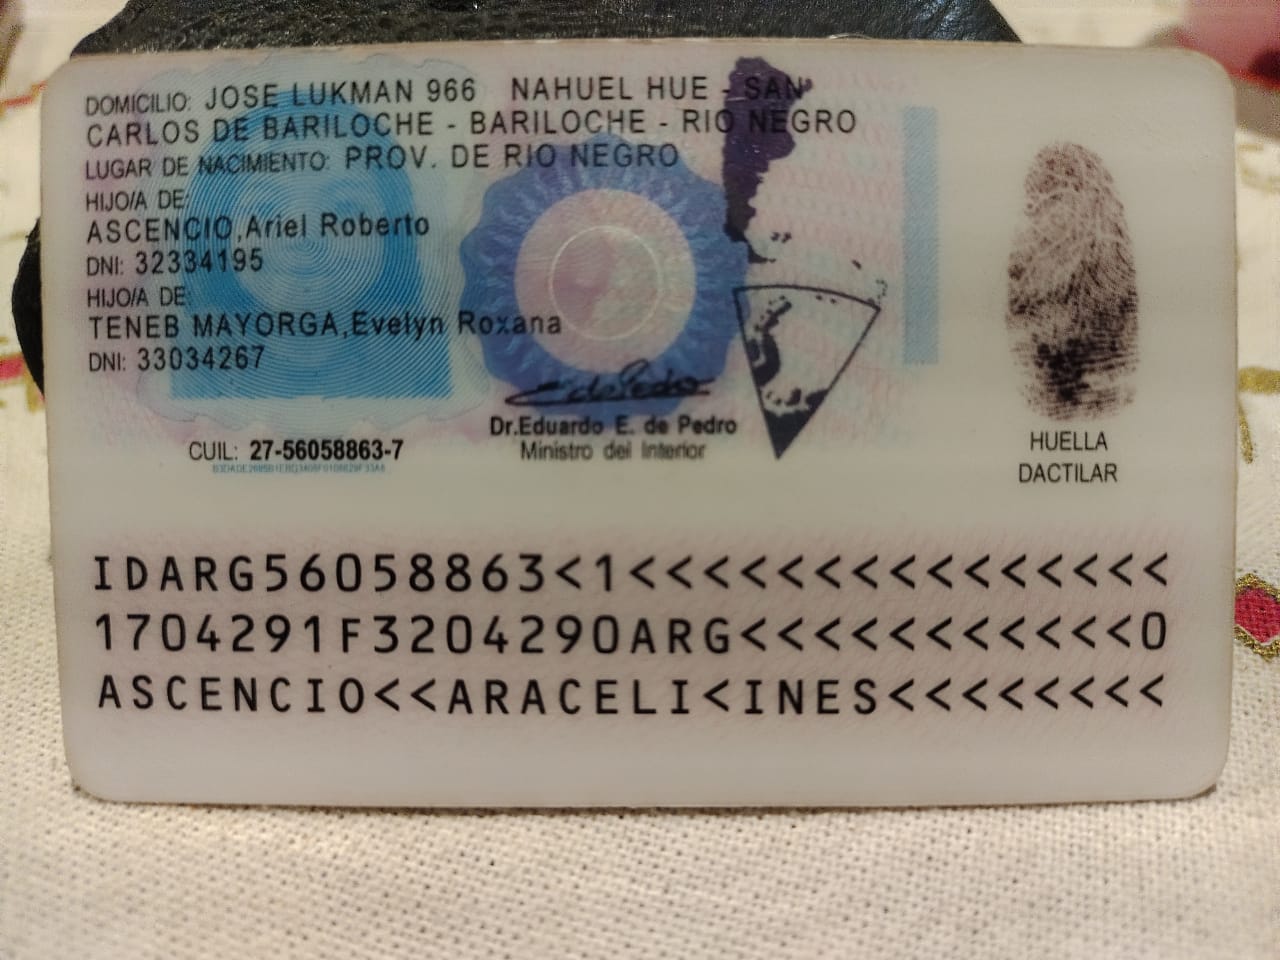 DOMICILIO: JOSE LUKMAN 966 NAHUEL HUE - SAN
CARLOS DE BARILOCHE - BARILOCHE - RIO NEGRO
LUGAR DE NACIMIENTO: PROV. DE RIO NEGRO
HIJO/A DE:
ASCENCIO,Ariel Roberto
DNI: 32334195
HIJO/A DE:
TENEB MAYORGA,Evelyn Roxana
DNI: 33034267
CUIL: 27-56058863-7
Dr.Eduardo E. de Pedro
Ministro del Interior
HUELLA
DACTILAR
IDARG56058863<1<<<<<<<<<<<<<<<
1704291F3204290ARG<<<<<<<<<<<0
ASCENCIO<<ARACELI<INES<<<<<<<<